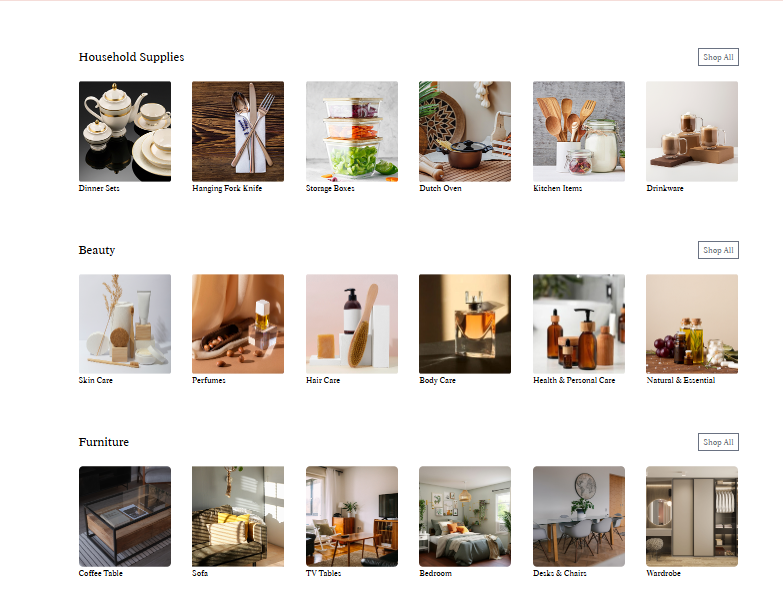 Household Supplies
Shop All
Dinner Sets
Hanging Fork Knife
Storage Boxes
Dutch Oven
Kitchen Items
Drinkware
Beauty
Shop All
Skin Care
Perfumes
Hair Care
Body Care
Health & Personal Care
Natural & Essential
Furniture
Shop All
Coffee Table
Sofa
TV Tables
Bedroom
Desks & Chairs
Wardrobe